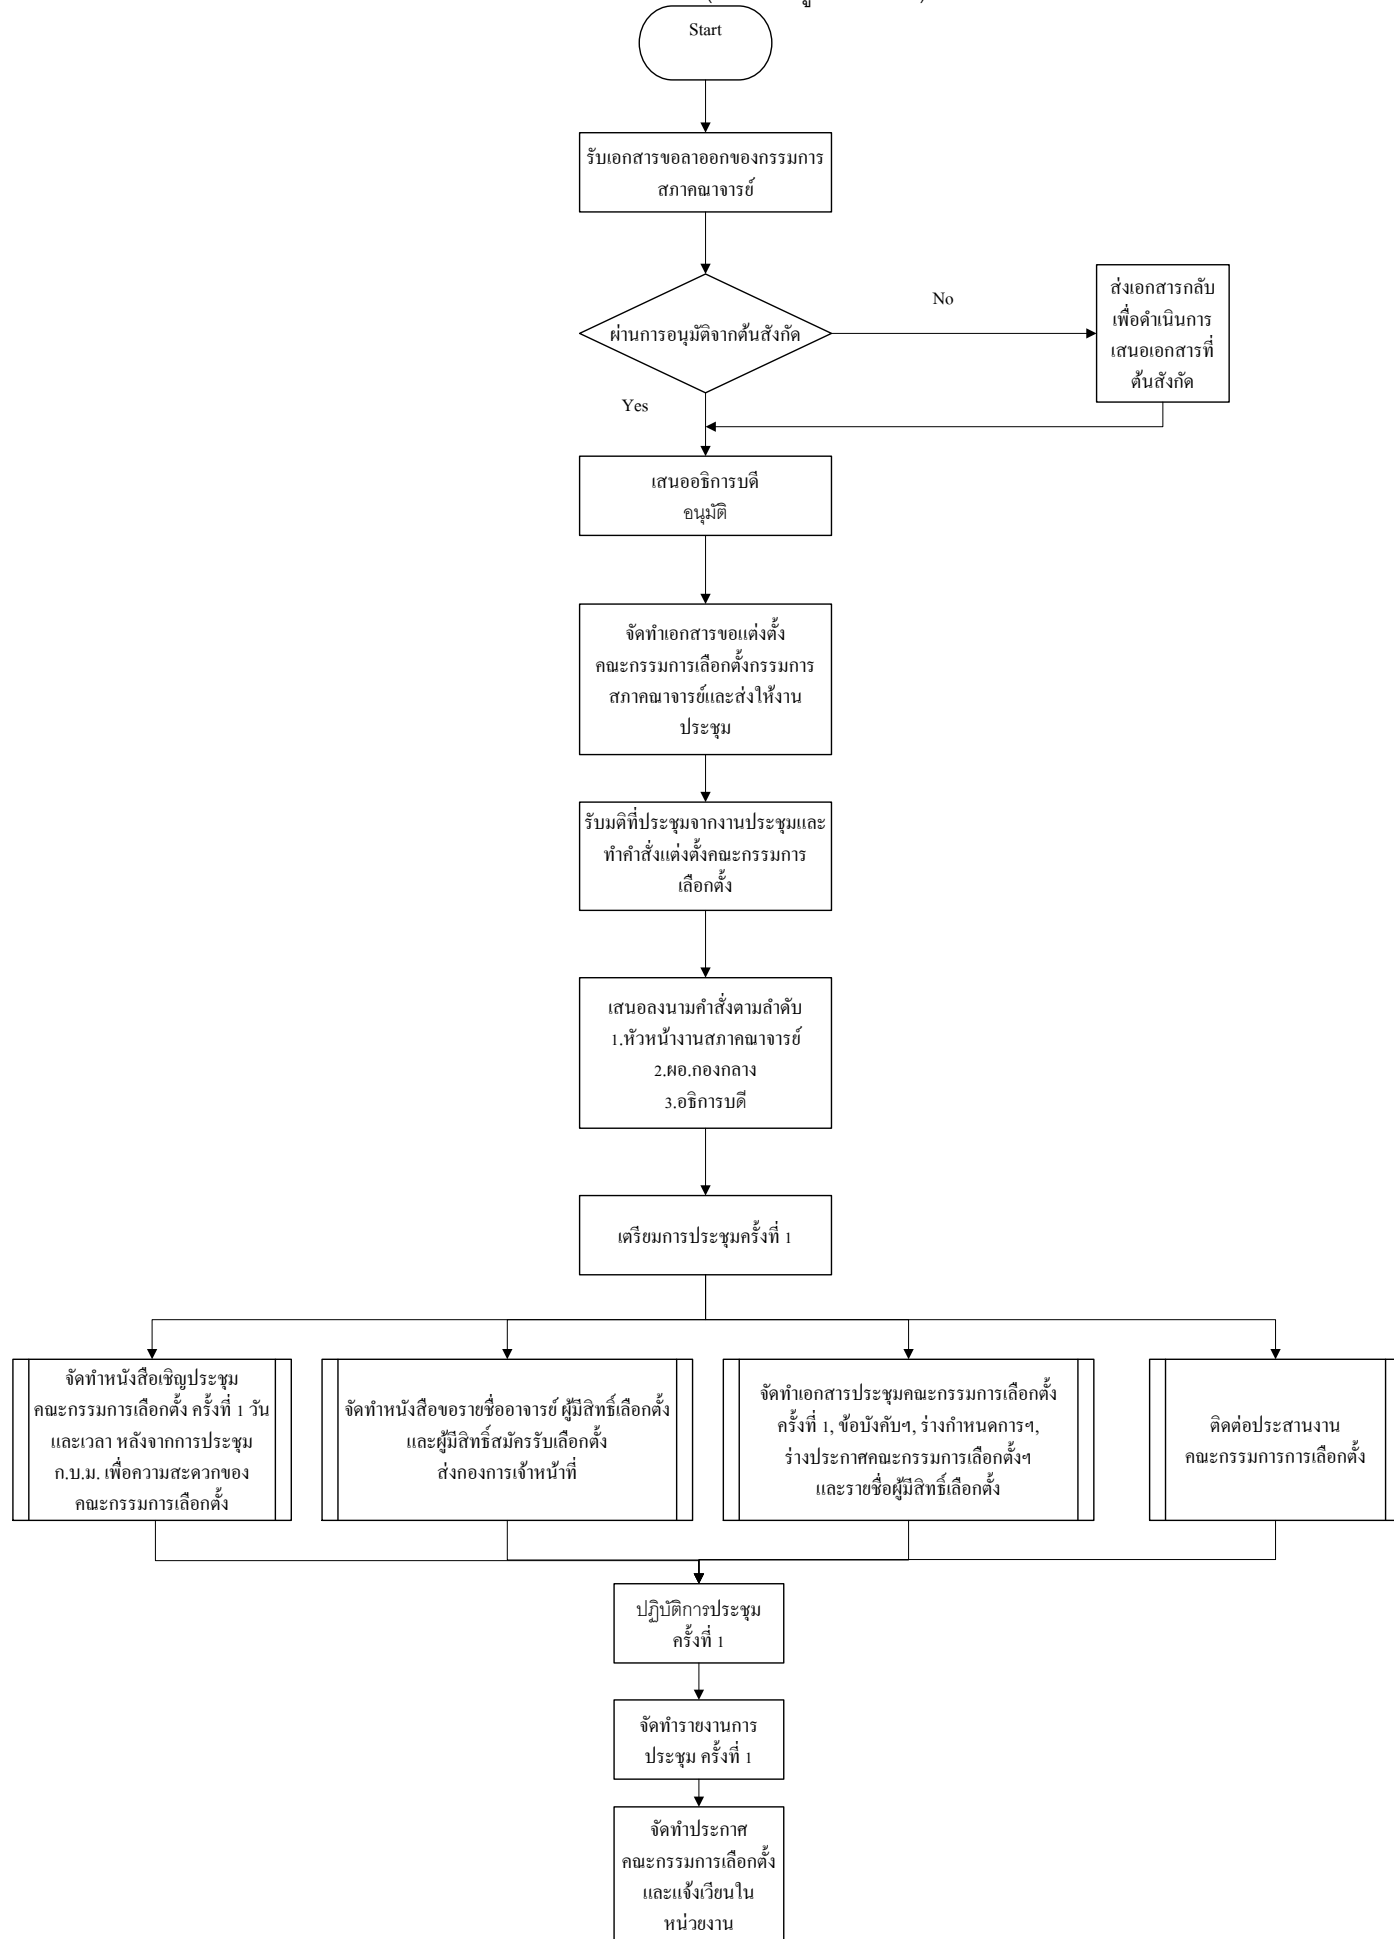 Start
รับเอกสารขอลาออกของกรรมการ
สภาคณาจารย์
ผ่านการอนุมัติจากต้นสังกัด
No
ส่งเอกสารกลับ
เพื่อดำเนินการ
เสนอเอกสารที่
ต้นสังกัด
Yes
เสนออธิการบดี
อนุมัติ
จัดทำเอกสารขอแต่งตั้ง
คณะกรรมการเลือกตั้งกรรมการ
สภาคณาจารย์และส่งให้งาน
ประชุม
รับมติที่ประชุมจากงานประชุมและ
ทำคำสั่งแต่งตั้งคณะกรรมการ
เลือกตั้ง
เสนอลงนามคำสั่งตามลำดับ
1.หัวหน้างานสภาคณาจารย์
2.ผอ.กองกลาง
3.อธิการบดี
เตรียมการประชุมครั้งที่ 1
จัดทำหนังสือเชิญประชุม
คณะกรรมการเลือกตั้ง ครั้งที่ 1 วัน
และเวลา หลังจากการประชุม
ก.บ.ม. เพื่อความสะดวกของ
คณะกรรมการเลือกตั้ง
จัดทำหนังสือขอรายชื่ออาจารย์ ผู้มีสิทธิ์เลือกตั้ง
และผู้มีสิทธิ์สมัครรับเลือกตั้ง
ส่งกองการเจ้าหน้าที่
จัดทำเอกสารประชุมคณะกรรมการเลือกตั้ง
ครั้งที่ 1, ข้อบังคับฯ, ร่างกำหนดการฯ,
ร่างประกาศคณะกรรมการเลือกตั้งฯ
และรายชื่อผู้มีสิทธิ์เลือกตั้ง
ติดต่อประสานงาน
คณะกรรมการการเลือกตั้ง
ปฏิบัติการประชุม
ครั้งที่ 1
จัดทำรายงานการ
ประชุม ครั้งที่ 1
จัดทำประกาศ
คณะกรรมการเลือกตั้ง
และแจ้งเวียนใน
หน่วยงาน